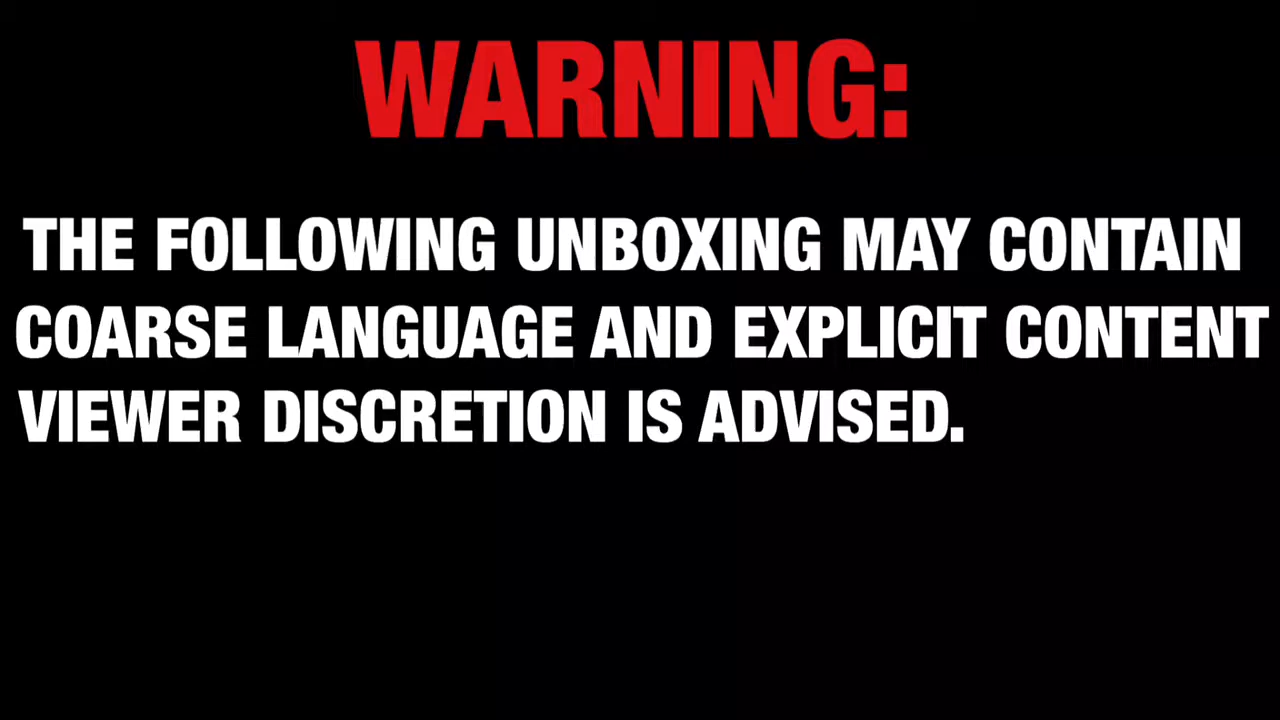 WARNING:
THE FOLLOWING UNBOXING MAY CONTAIN
COARSE LANGUAGE AND EXPLICIT CONTENT
VIEWER DISCRETION IS ADVISED.